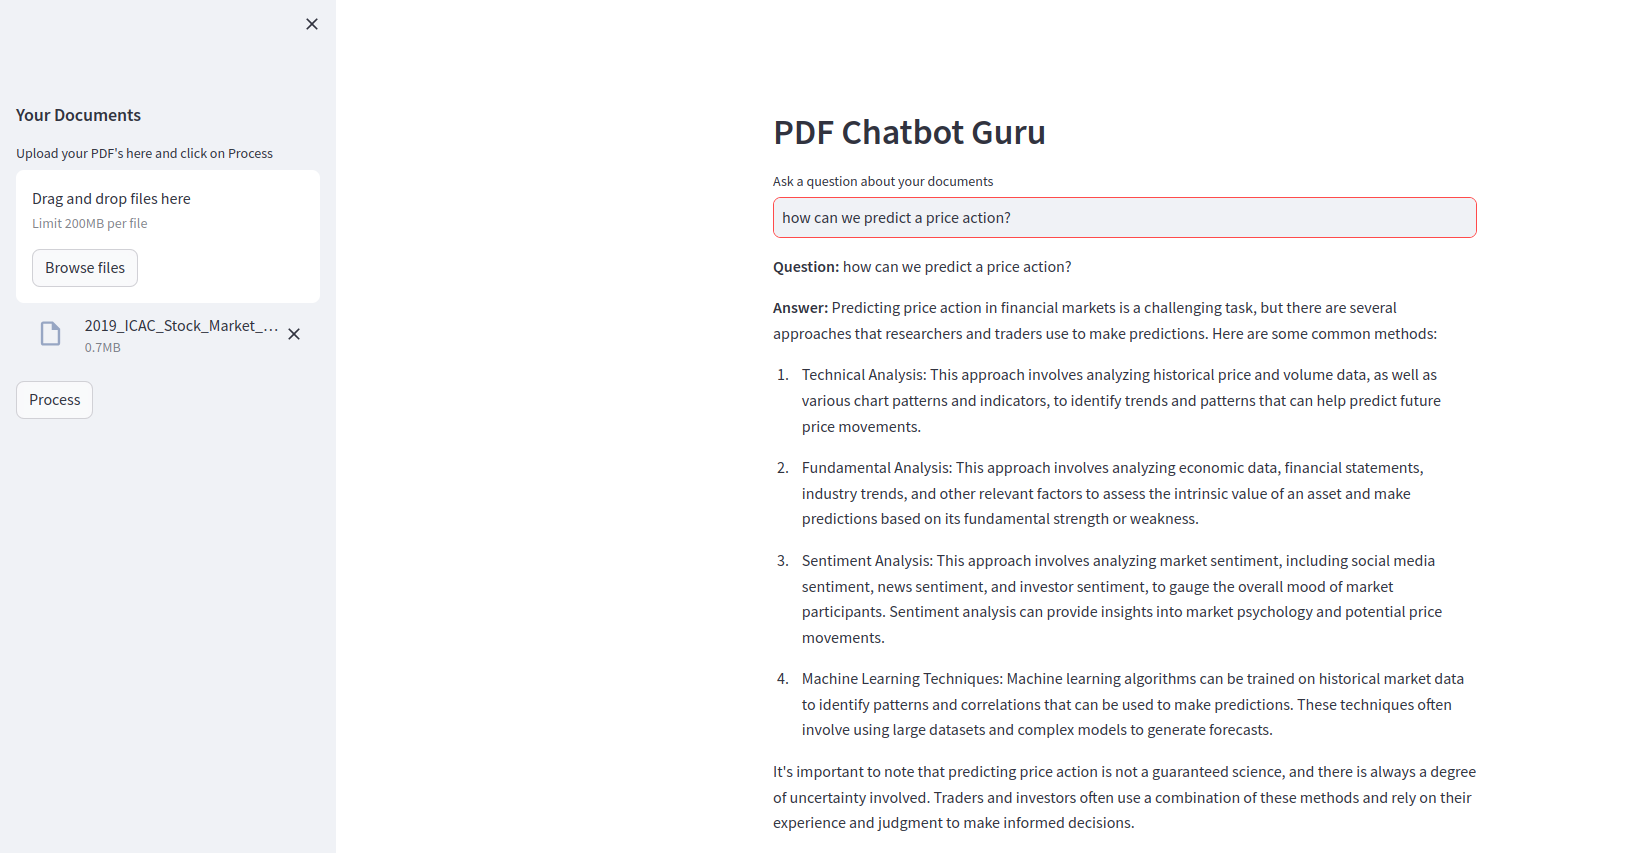 Your Documents
Upload your PDF's here and click on Process
Drag and drop files here
Limit 200MB per file
Browse files
2019_ICAC_Stock_Market_...
0.7MB
Process
PDF Chatbot Guru
Ask a question about your documents
how can we predict a price action?
Question: how can we predict a price action?
Answer: Predicting price action in financial markets is a challenging task, but there are several
approaches that researchers and traders use to make predictions. Here are some common methods:
1. Technical Analysis: This approach involves analyzing historical price and volume data, as well as
various chart patterns and indicators, to identify trends and patterns that can help predict future
price movements.
2. Fundamental Analysis: This approach involves analyzing economic data, financial statements,
industry trends, and other relevant factors to assess the intrinsic value of an asset and make
predictions based on its fundamental strength or weakness.
3. Sentiment Analysis: This approach involves analyzing market sentiment, including social media
sentiment, news sentiment, and investor sentiment, to gauge the overall mood of market
participants. Sentiment analysis can provide insights into market psychology and potential price
movements.
4. Machine Learning Techniques: Machine learning algorithms can be trained on historical market data
to identify patterns and correlations that can be used to make predictions. These techniques often
involve using large datasets and complex models to generate forecasts.
It's important to note that predicting price action is not a guaranteed science, and there is always a degree
of uncertainty involved. Traders and investors often use a combination of these methods and rely on their
experience and judgment to make informed decisions.